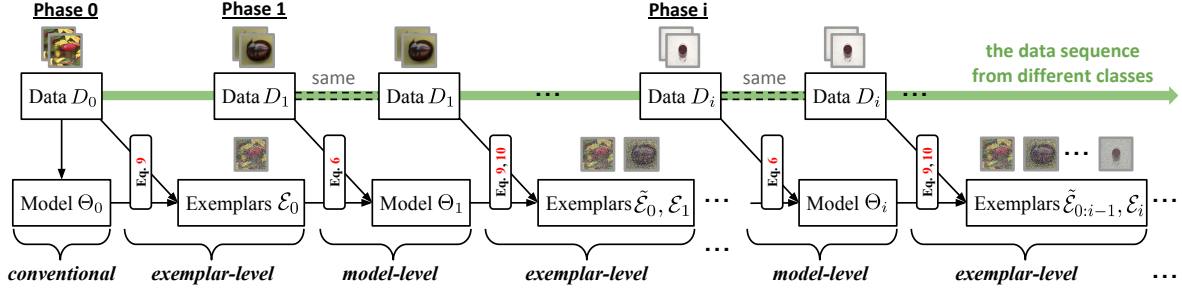 Phase 0
Phase 1
Phase i
the data sequence
from different classes
Data D₀
Data D₁
same
Data D₁
...
Data Dᵢ
same
Data Dᵢ
...
Eq. 9
Eq. 6
Eq. 9, 10
Eq. 6
Eq. 9, 10
...
Model Θ₀
Exemplars ℰ₀
Model Θ₁
Exemplars ℰ̃₀, ℰ₁
...
Model Θᵢ
Exemplars ℰ̃₀:ᵢ₋₁, ℰᵢ
...
...
conventional
exemplar-level
model-level
exemplar-level
model-level
exemplar-level
...